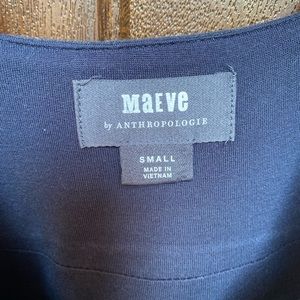 MaEVe
by ANTHROPOLOGIE
SMALL
MADE IN
VIETNAM